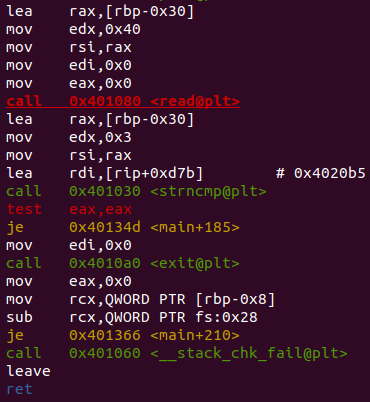 lea rax,[rbp-0x30]
mov edx,0x40
mov rsi,rax
mov edi,0x0
mov eax,0x0
call 0x401080 <read@plt>
lea rax,[rbp-0x30]
mov edx,0x3
mov rsi,rax
lea rdi,[rip+0xd7b] # 0x4020b5
call 0x401030 <strncmp@plt>
test eax,eax
je 0x40134d <main+185>
mov edi,0x0
call 0x4010a0 <exit@plt>
mov eax,0x0
mov rcx,QWORD PTR [rbp-0x8]
sub rcx,QWORD PTR fs:0x28
je 0x401366 <main+210>
call 0x401060 <__stack_chk_fail@plt>
leave
ret